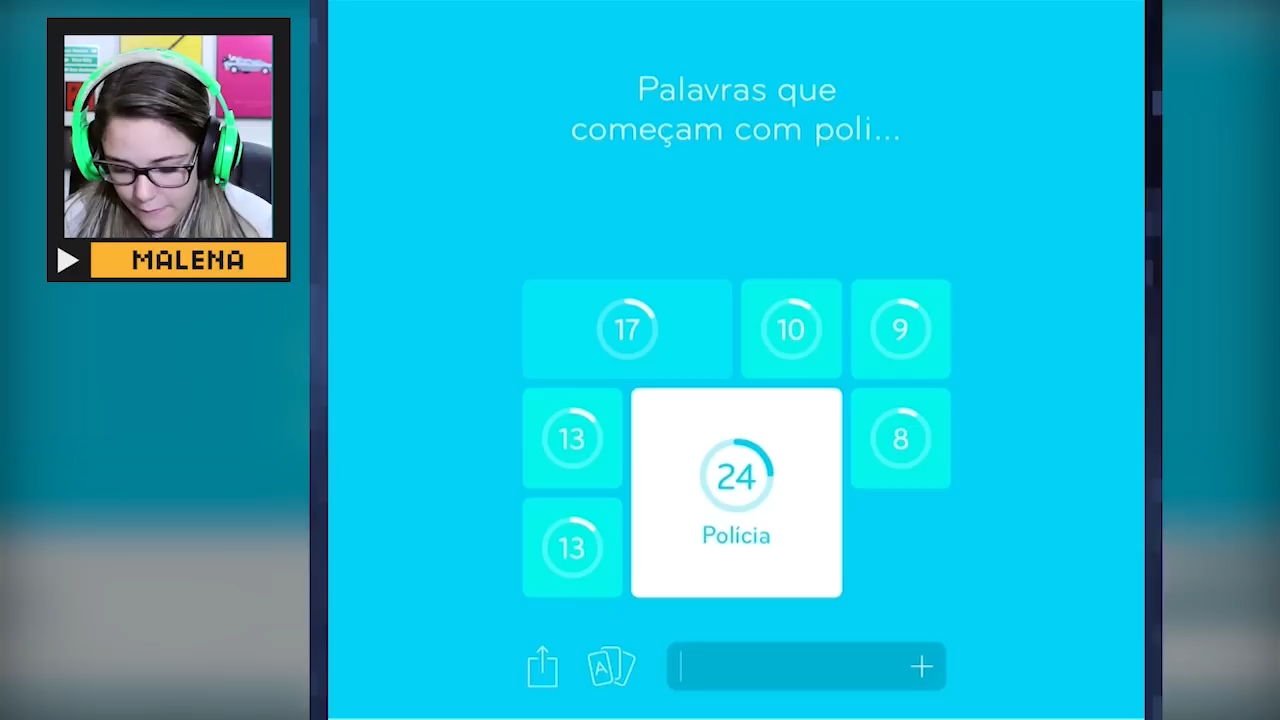 MALENA
Palavras que
começam com poli...
17
10
9
13
24
Polícia
8
13
A